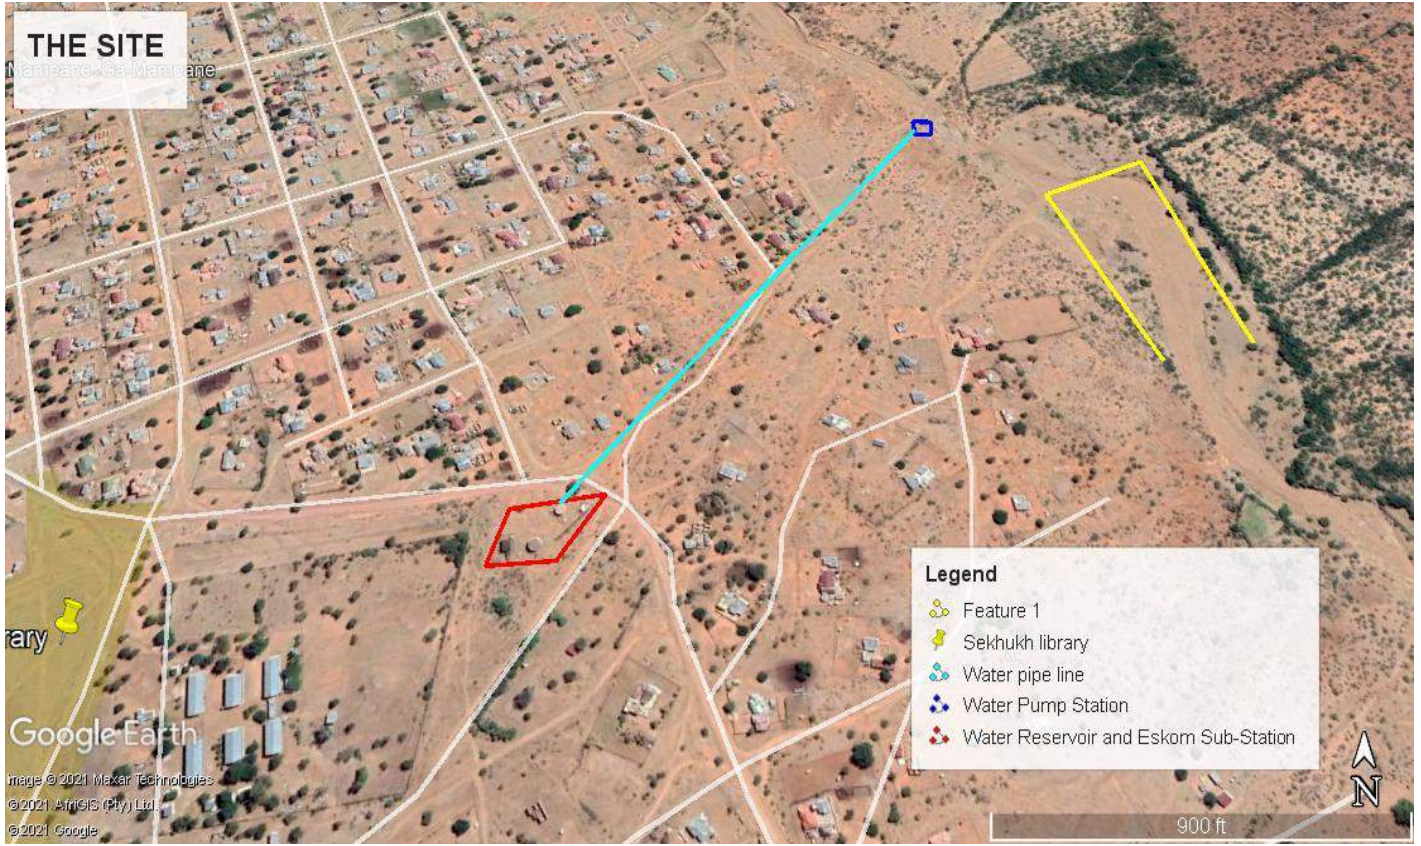 THE SITE
Mampane Ga-Mampane
Legend
Feature 1
Sekhukh library
Water pipe line
Water Pump Station
Water Reservoir and Eskom Sub-Station
rary
Google Earth
Image © 2021 Maxar Technologies
© 2021 AfriGIS (Pty) Ltd.
© 2021 Google
900 ft
N